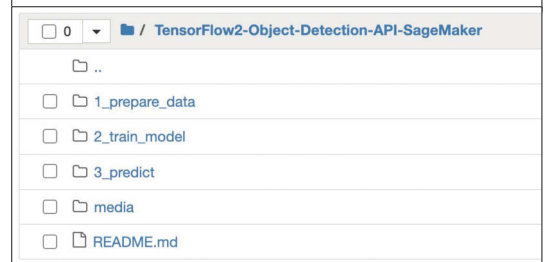 0 / TensorFlow2-Object-Detection-API-SageMaker
..
1_prepare_data
2_train_model
3_predict
media
README.md